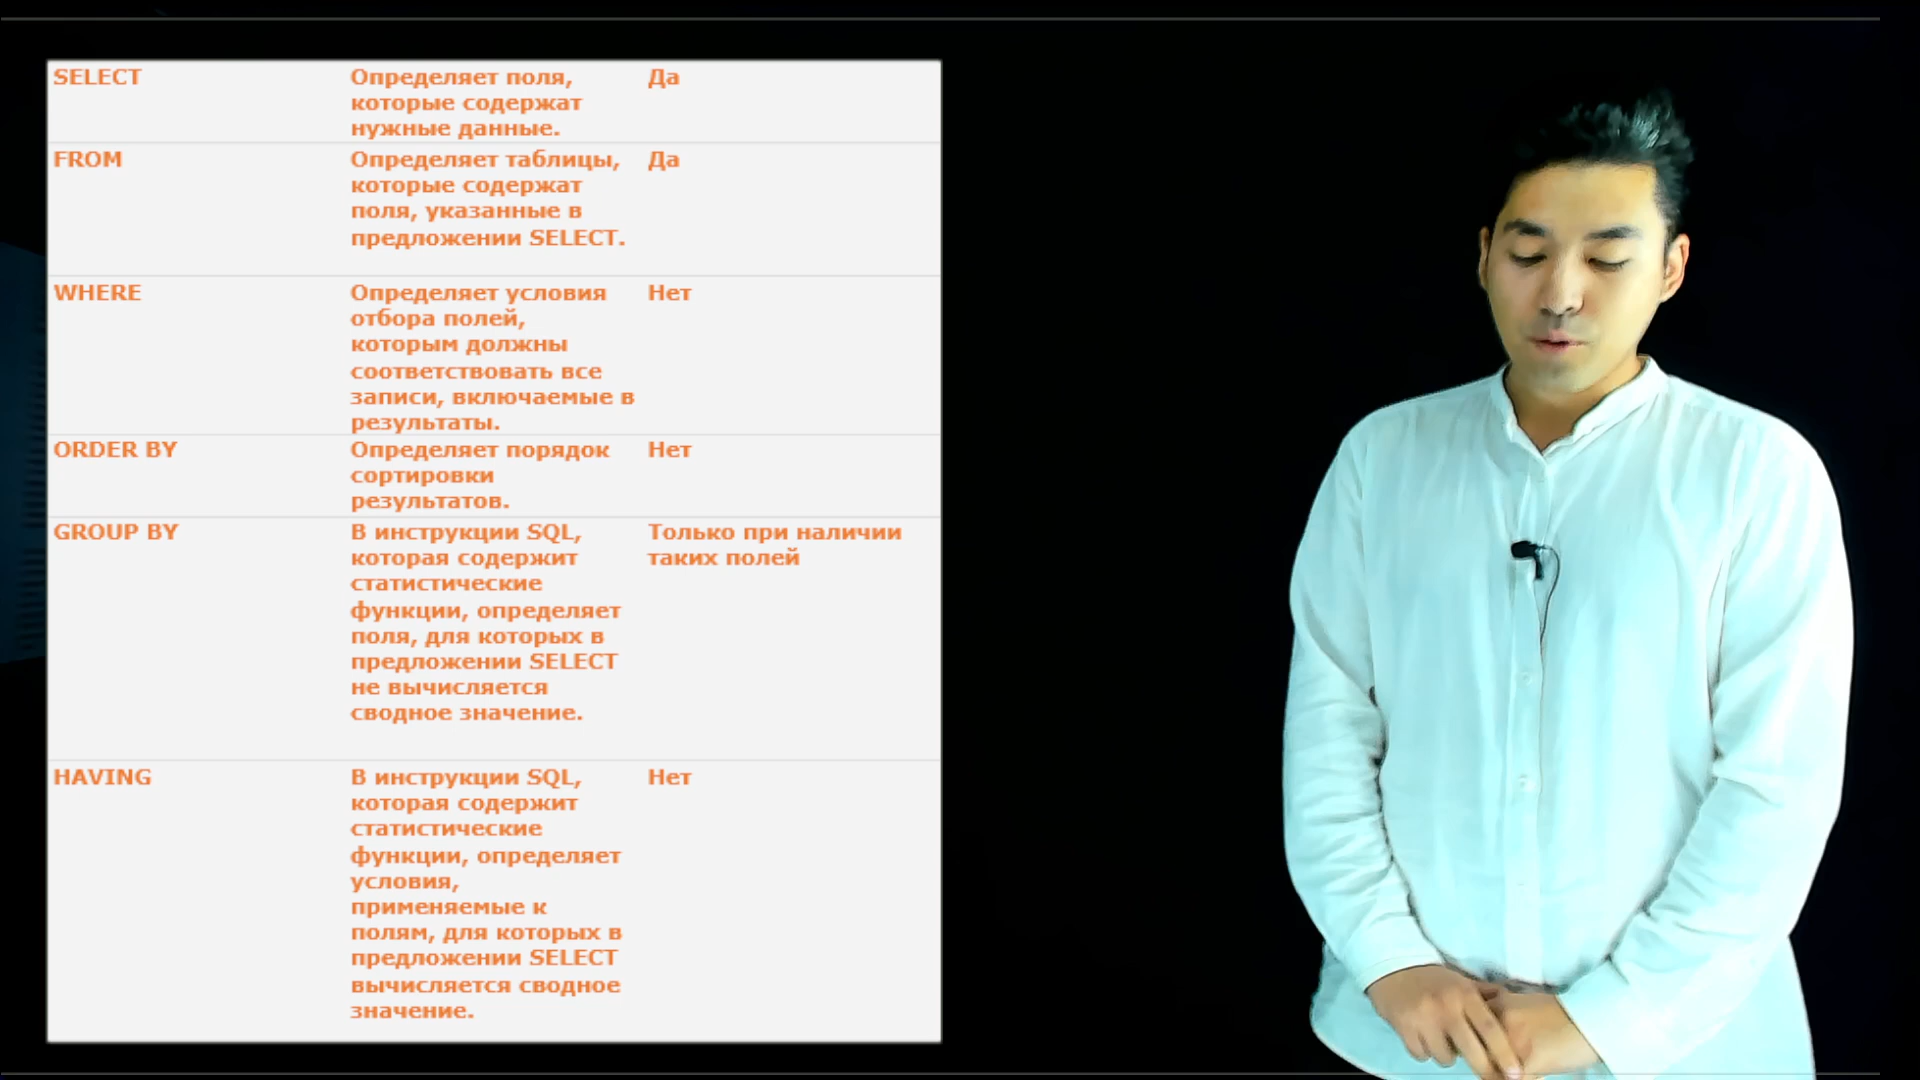 SELECT
Определяет поля,
которые содержат
нужные данные.
Да
FROM
Определяет таблицы,
которые содержат
поля, указанные в
предложении SELECT.
Да
WHERE
Определяет условия
отбора полей,
которым должны
соответствовать все
записи, включаемые в
результаты.
Нет
ORDER BY
Определяет порядок
сортировки
результатов.
Нет
GROUP BY
В инструкции SQL,
которая содержит
статистические
функции, определяет
поля, для которых в
предложении SELECT
не вычисляется
сводное значение.
Только при наличии
таких полей
HAVING
В инструкции SQL,
которая содержит
статистические
функции, определяет
условия,
применяемые к
полям, для которых в
предложении SELECT
вычисляется сводное
значение.
Нет